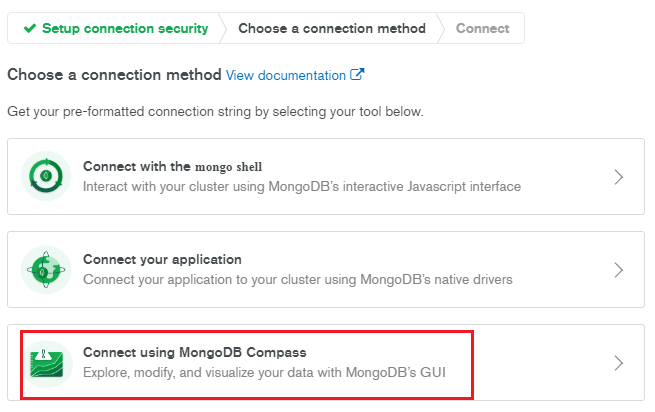 Setup connection security Choose a connection method Connect
Choose a connection method View documentation
Get your pre-formatted connection string by selecting your tool below.
Connect with the mongo shell
Interact with your cluster using MongoDB's interactive Javascript interface
Connect your application
Connect your application to your cluster using MongoDB's native drivers
Connect using MongoDB Compass
Explore, modify, and visualize your data with MongoDB's GUI